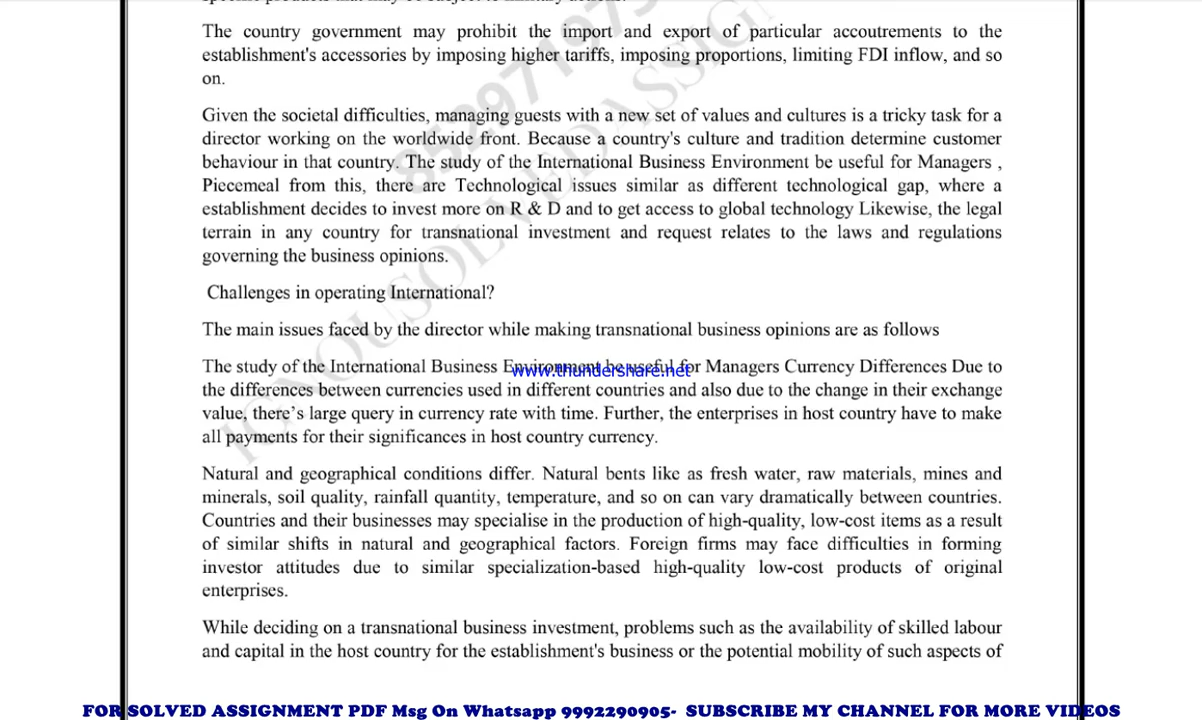 The country government may prohibit the import and export of particular accoutrements to the
establishment's accessories by imposing higher tariffs, imposing proportions, limiting FDI inflow, and so
on.
Given the societal difficulties, managing guests with a new set of values and cultures is a tricky task for a
director working on the worldwide front. Because a country's culture and tradition determine customer
behaviour in that country. The study of the International Business Environment be useful for Managers ,
Piecemeal from this, there are Technological issues similar as different technological gap, where a
establishment decides to invest more on R & D and to get access to global technology Likewise, the legal
terrain in any country for transnational investment and request relates to the laws and regulations
governing the business opinions.
Challenges in operating International?
The main issues faced by the director while making transnational business opinions are as follows
The study of the International Business Environment be useful for Managers Currency Differences Due to
www.thundershare.net
the differences between currencies used in different countries and also due to the change in their exchange
value, there's large query in currency rate with time. Further, the enterprises in host country have to make
all payments for their significances in host country currency.
Natural and geographical conditions differ. Natural bents like as fresh water, raw materials, mines and
minerals, soil quality, rainfall quantity, temperature, and so on can vary dramatically between countries.
Countries and their businesses may specialise in the production of high-quality, low-cost items as a result
of similar shifts in natural and geographical factors. Foreign firms may face difficulties in forming
investor attitudes due to similar specialization-based high-quality low-cost products of original
enterprises.
While deciding on a transnational business investment, problems such as the availability of skilled labour
and capital in the host country for the establishment's business or the potential mobility of such aspects of
FOR SOLVED ASSIGNMENT PDF Msg On Whatsapp 9992290905- SUBSCRIBE MY CHANNEL FOR MORE VIDEOS